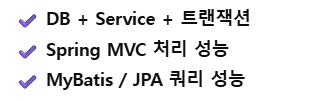 DB + Service + 트랜잭션
Spring MVC 처리 성능
MyBatis / JPA 쿼리 성능